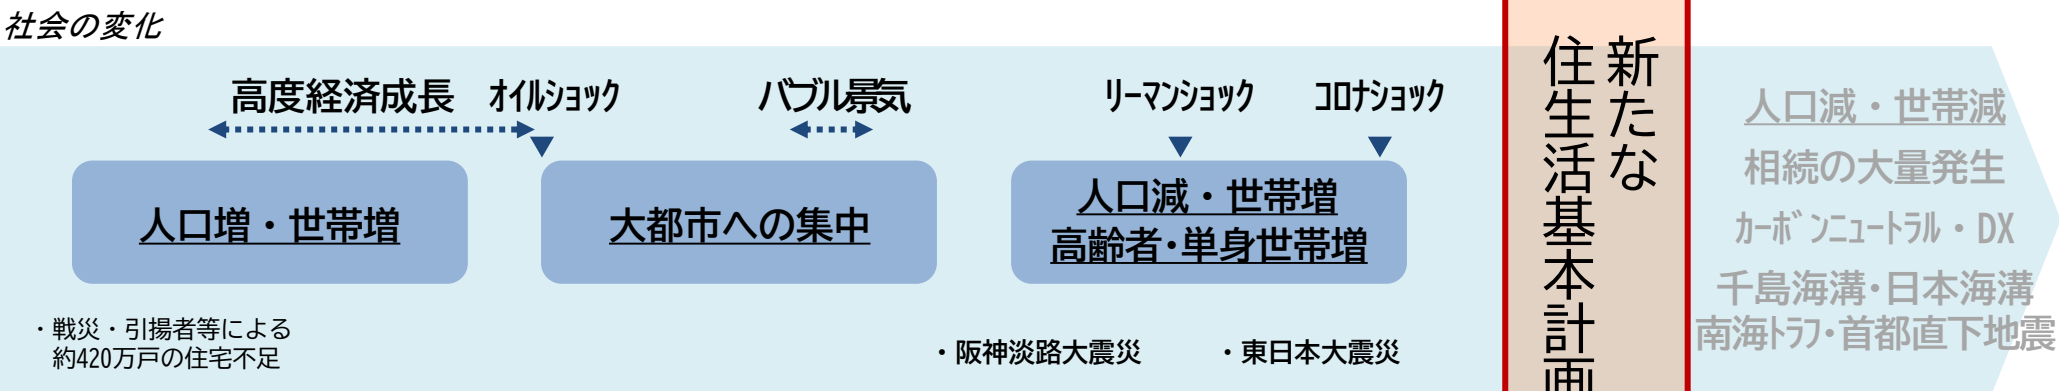 社会の変化
高度経済成長
オイルショック
バブル景気
リーマンショック
コロナショック
人口増・世帯増
大都市への集中
人口減・世帯増
高齢者・単身世帯増
・戦災・引揚者等による
約420万戸の住宅不足
・阪神淡路大震災
・東日本大震災
新たな
住生活基本計画
人口減・世帯減
相続の大量発生
カーボンニュートラル・DX
千島海溝・日本海溝
南海トラフ・首都直下地震